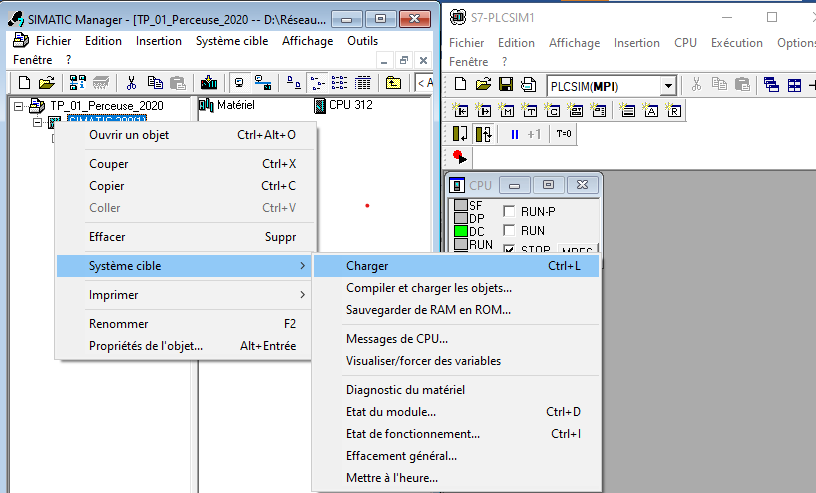 SIMATIC Manager - [TP_01_Perceuse_2020 -- D:\Réseau...
Fichier Edition Insertion Système cible Affichage Outils
Fenêtre ?
< A
TP_01_Perceuse_2020
Matériel
CPU 312
Ouvrir un objet Ctrl+Alt+O
Couper Ctrl+X
Copier Ctrl+C
Coller Ctrl+V
Effacer Suppr
Système cible
Imprimer
Renommer F2
Propriétés de l'objet... Alt+Entrée
Charger Ctrl+L
Compiler et charger les objets...
Sauvegarder de RAM en ROM...
Messages de CPU...
Visualiser/forcer des variables
Diagnostic du matériel
Etat du module... Ctrl+D
Etat de fonctionnement... Ctrl+I
Effacement général...
Mettre à l'heure...
S7-PLCSIM1
Fichier Edition Affichage Insertion CPU Exécution Options
Fenêtre ?
PLCSIM(MPI)
+1 T=0
CPU
SF
DP
DC
RUN
RUN-P
RUN
STOP
MRES